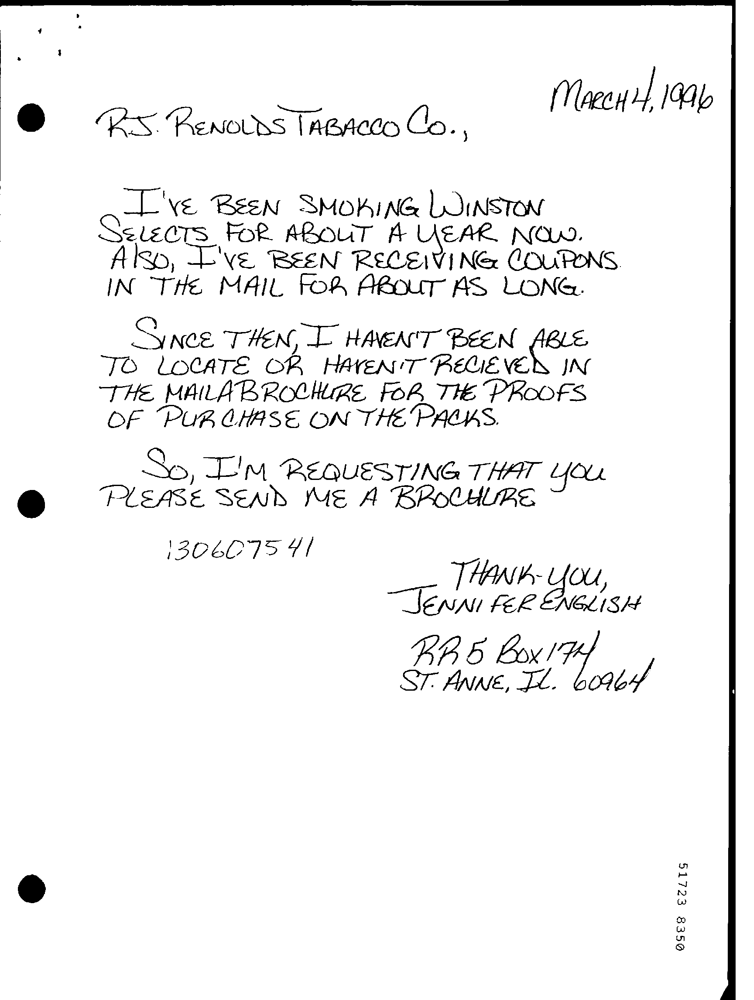 MARCH 4, 1996
R.J. RENOLDS TABACCO CO.,
I'VE BEEN SMOKING WINSTON
SELECTS FOR ABOUT A YEAR NOW.
AlSO, I'VE BEEN RECEIVING COUPONS
IN THE MAIL FOR ABOUT AS LONG.
SINCE THEN, I HAVEN'T BEEN ABLE
TO LOCATE OR HAVEN'T RECIEVED IN
THE MAIL A BROCHURE FOR THE PROOFS
OF PURCHASE ON THE PACKS.
SO, I'M REQUESTING THAT YOU
PLEASE SEND ME A BROCHURE
130607541
THANK-YOU,
JENNIFER ENGLISH
RR 5 BOX 174
ST. ANNE, IL. 60964
51723 8350